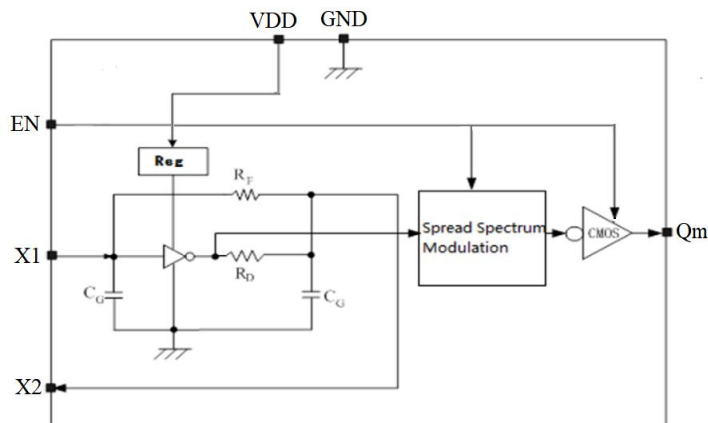 VDD GND
EN
Reg
RF
X1
Spread Spectrum
Modulation
CMOS
Qm
RD
CG
CG
X2